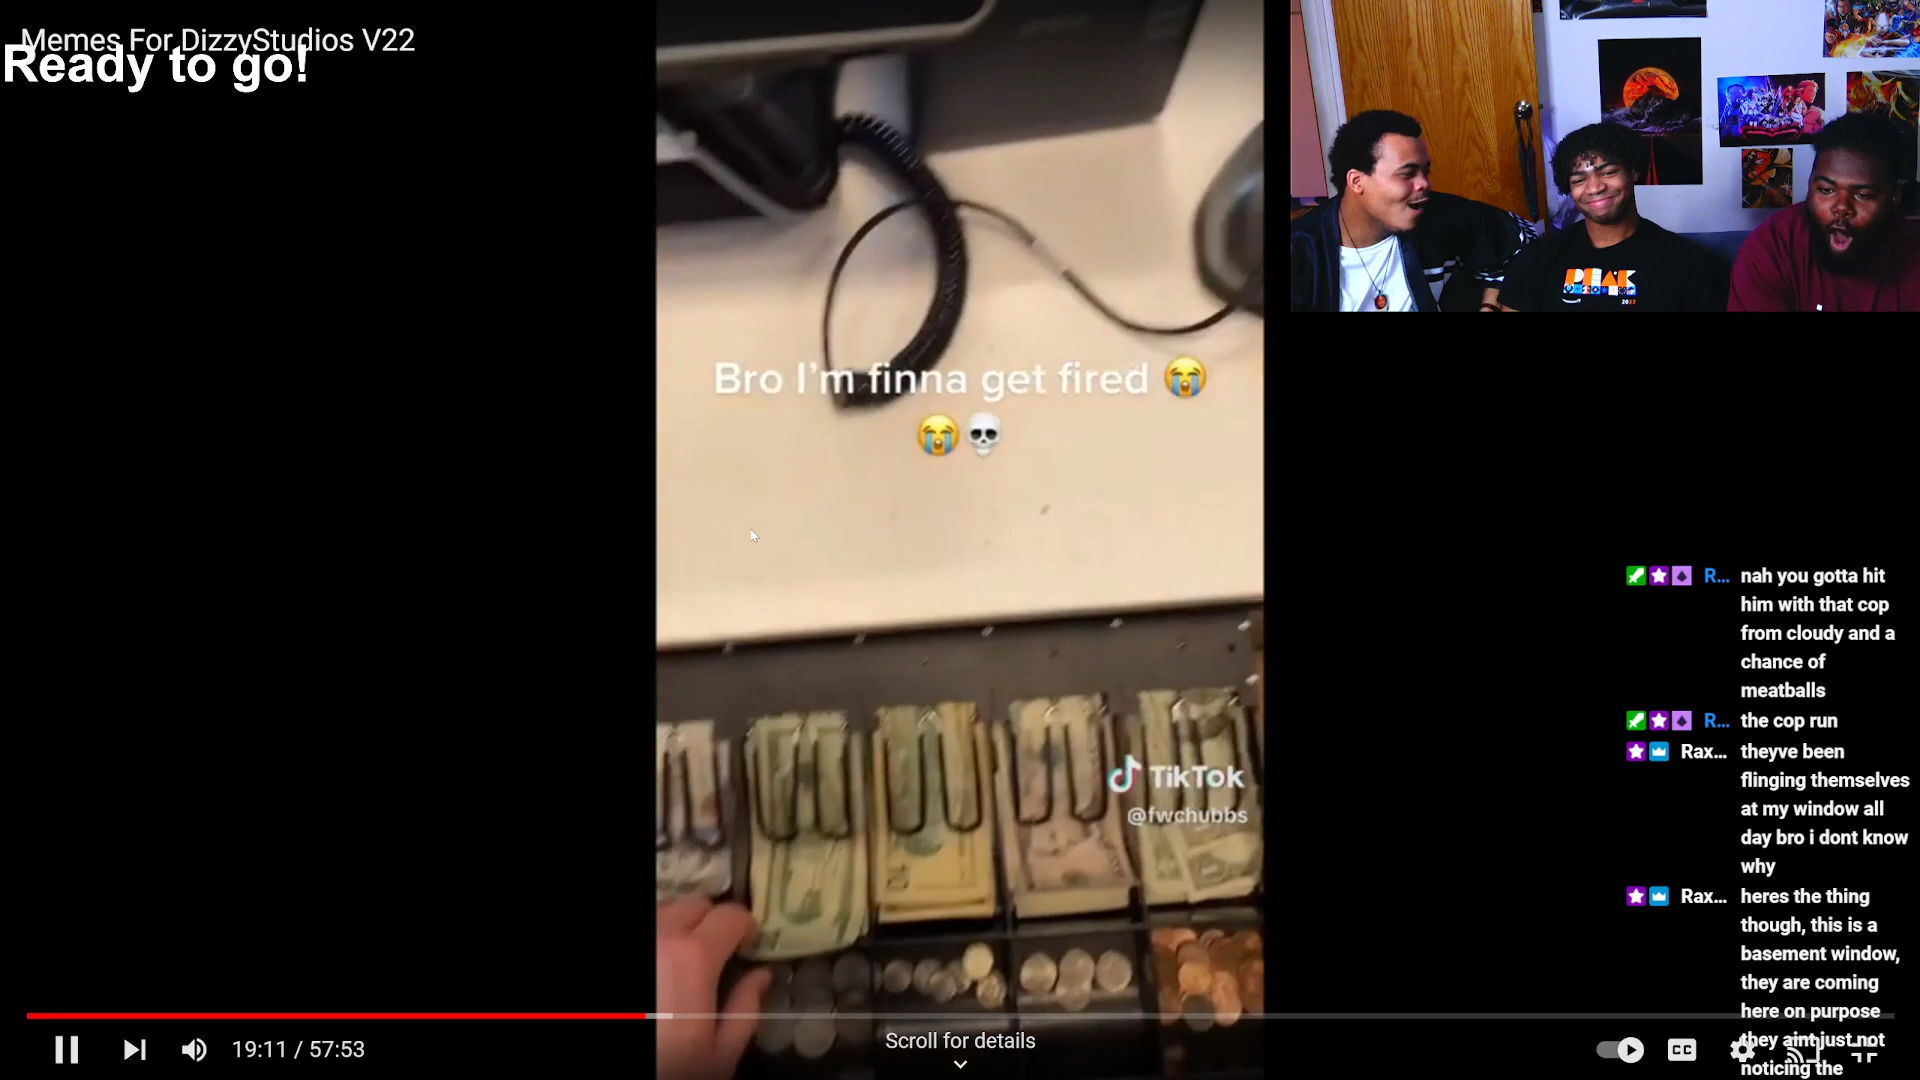 Memes For DizzyStudios V22
Ready to go!
Bro I'm finna get fired 😭
😭💀
TikTok
@fwchubbs
PEAK
2023
R... nah you gotta hit
him with that cop
from cloudy and a
chance of
meatballs
R... the cop run
Rax... theyve been
flinging themselves
at my window all
day bro i dont know
why
Rax... heres the thing
though, this is a
basement window,
they are coming
here on purpose
they aint just not
noticing the
19:11 / 57:53
Scroll for details
CC